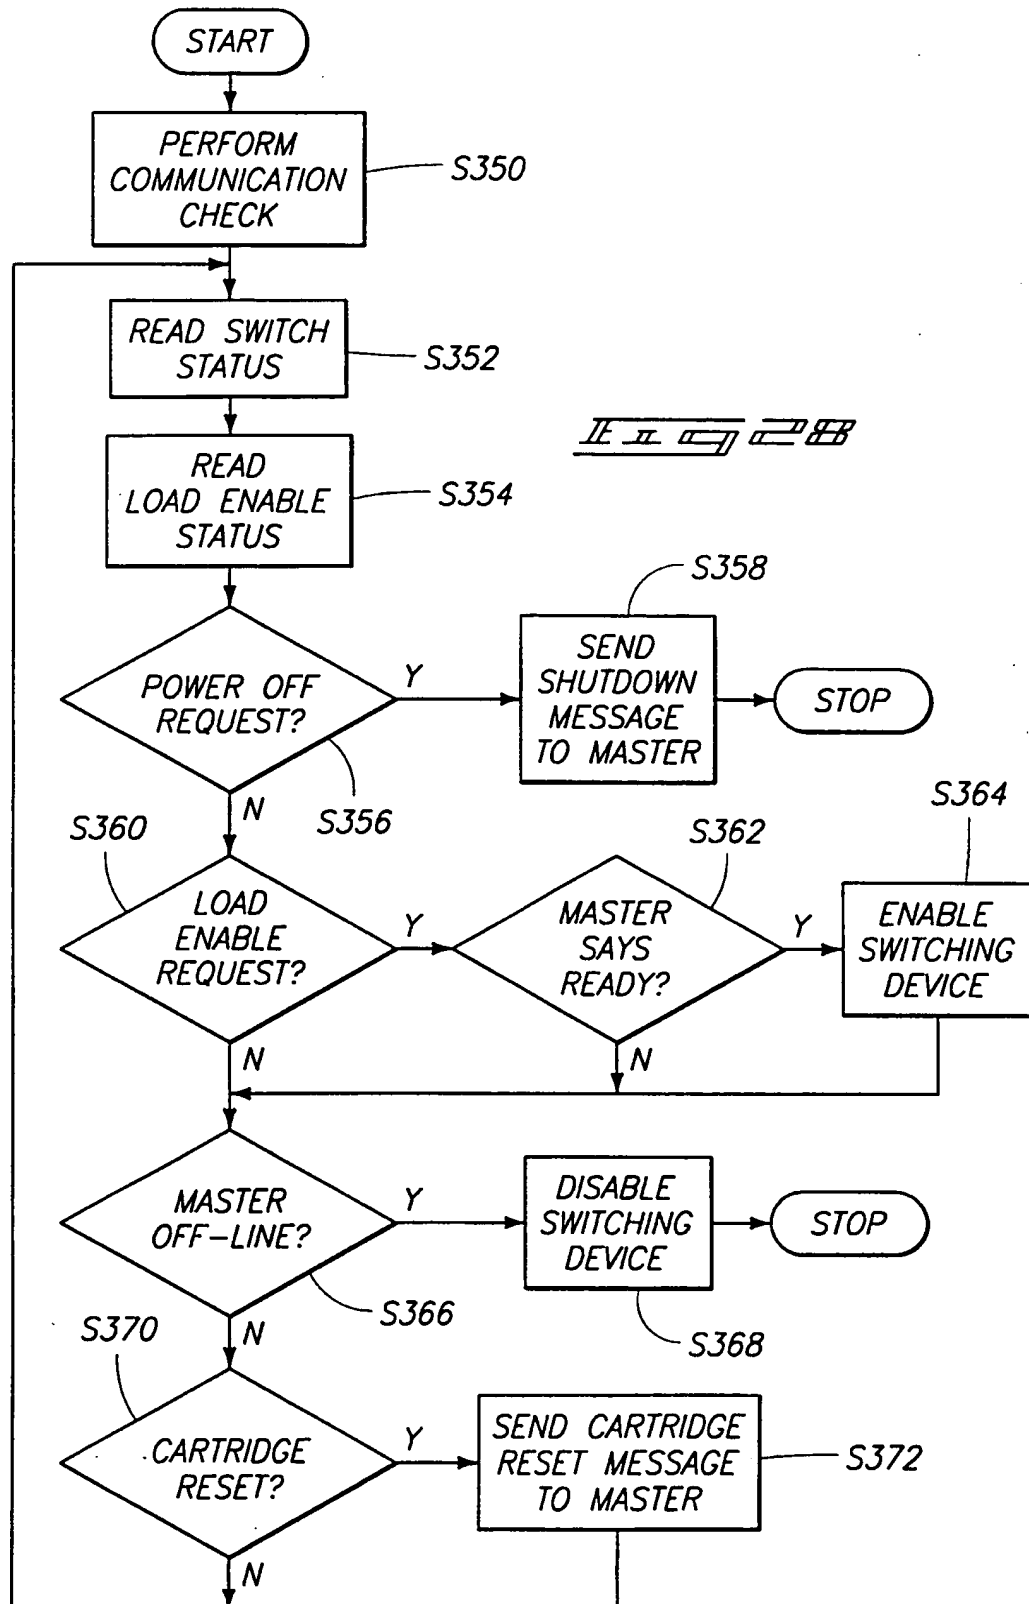 START
PERFORM
COMMUNICATION
CHECK
S350
READ SWITCH
STATUS
S352
Fig 28
READ
LOAD ENABLE
STATUS
S354
S358
SEND
SHUTDOWN
MESSAGE
TO MASTER
POWER OFF
REQUEST?
Y
STOP
N
S356
S360
S362
S364
LOAD
ENABLE
REQUEST?
Y
MASTER
SAYS
READY?
Y
ENABLE
SWITCHING
DEVICE
N
N
MASTER
OFF-LINE?
Y
DISABLE
SWITCHING
DEVICE
STOP
S366
S368
N
S370
CARTRIDGE
RESET?
Y
SEND CARTRIDGE
RESET MESSAGE
TO MASTER
S372
N